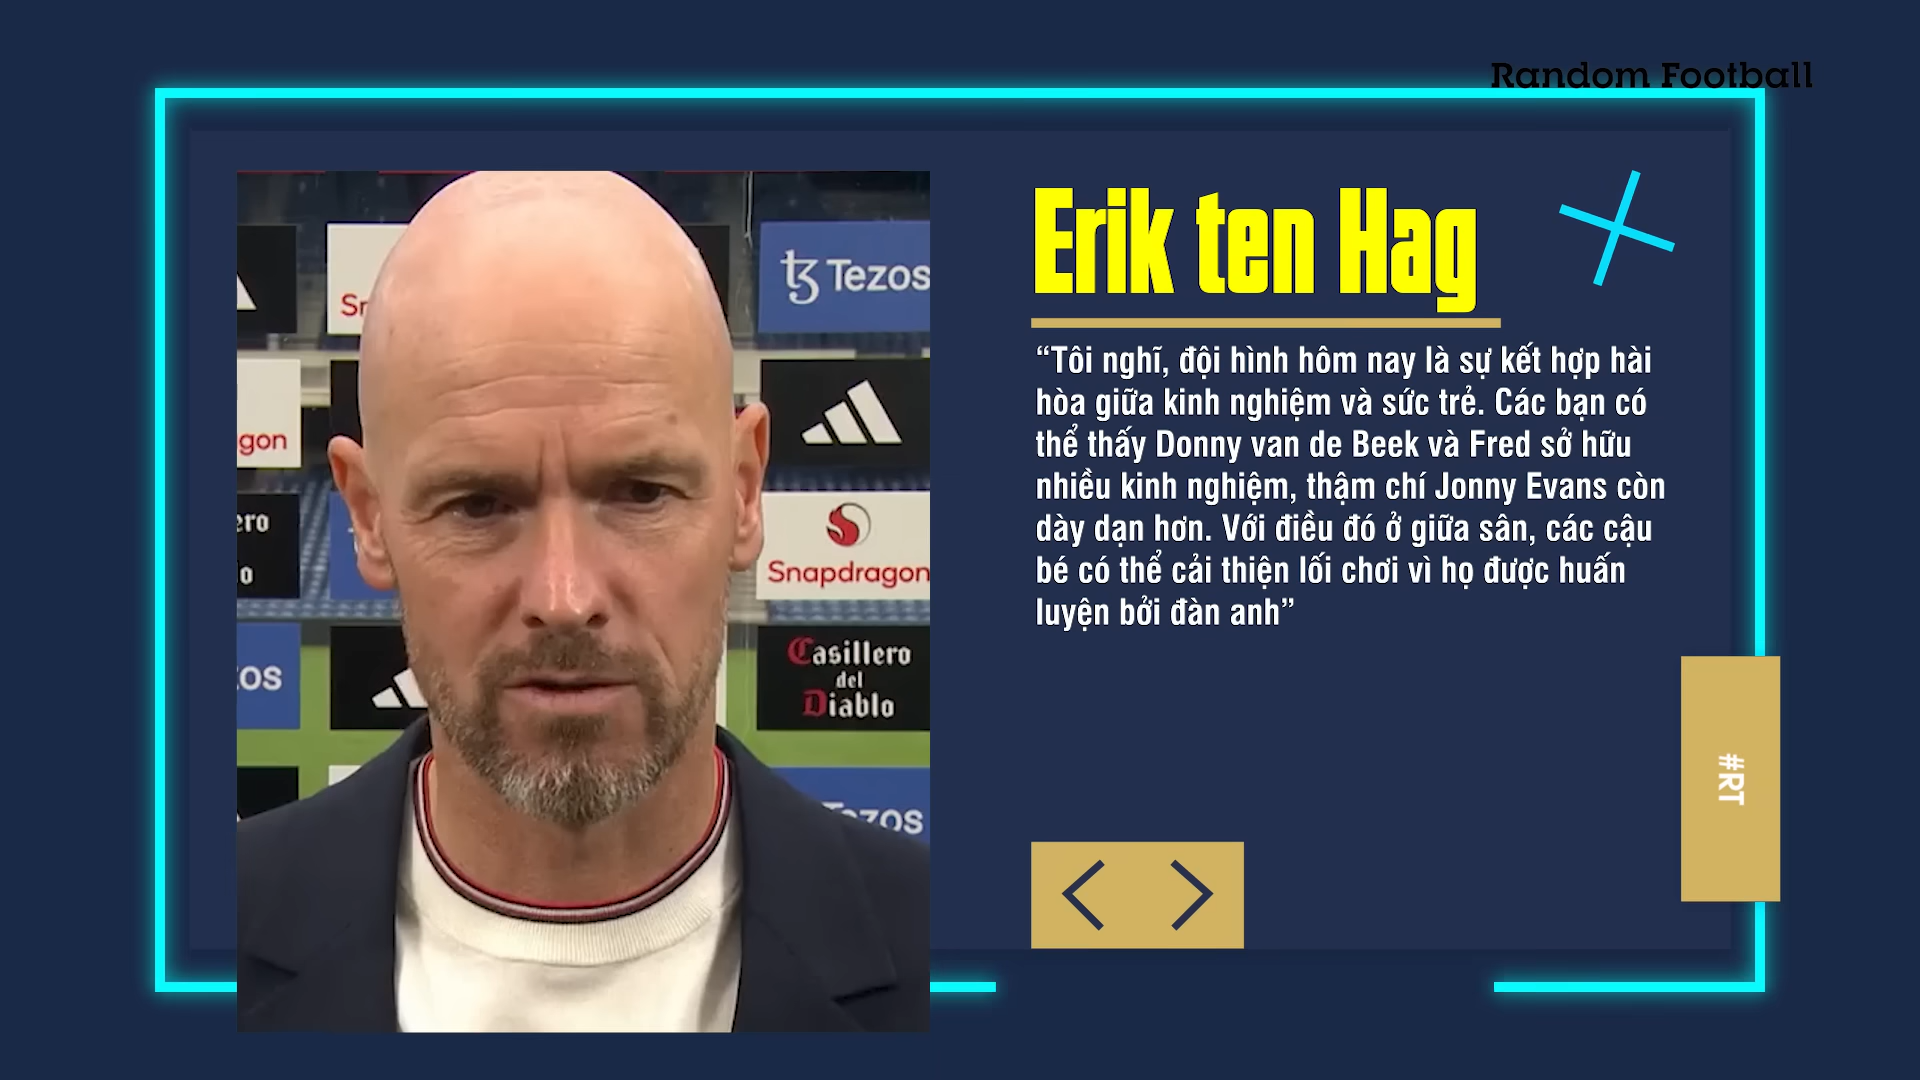 Random Football
Erik ten Hag
“Tôi nghĩ, đội hình hôm nay là sự kết hợp hài
hòa giữa kinh nghiệm và sức trẻ. Các bạn có
thể thấy Donny van de Beek và Fred sở hữu
nhiều kinh nghiệm, thậm chí Jonny Evans còn
dày dạn hơn. Với điều đó ở giữa sân, các cậu
bé có thể cải thiện lối chơi vì họ được huấn
luyện bởi đàn anh”
#RT
Tezos
Snapdragon
Casillero
del
Diablo
Tezos